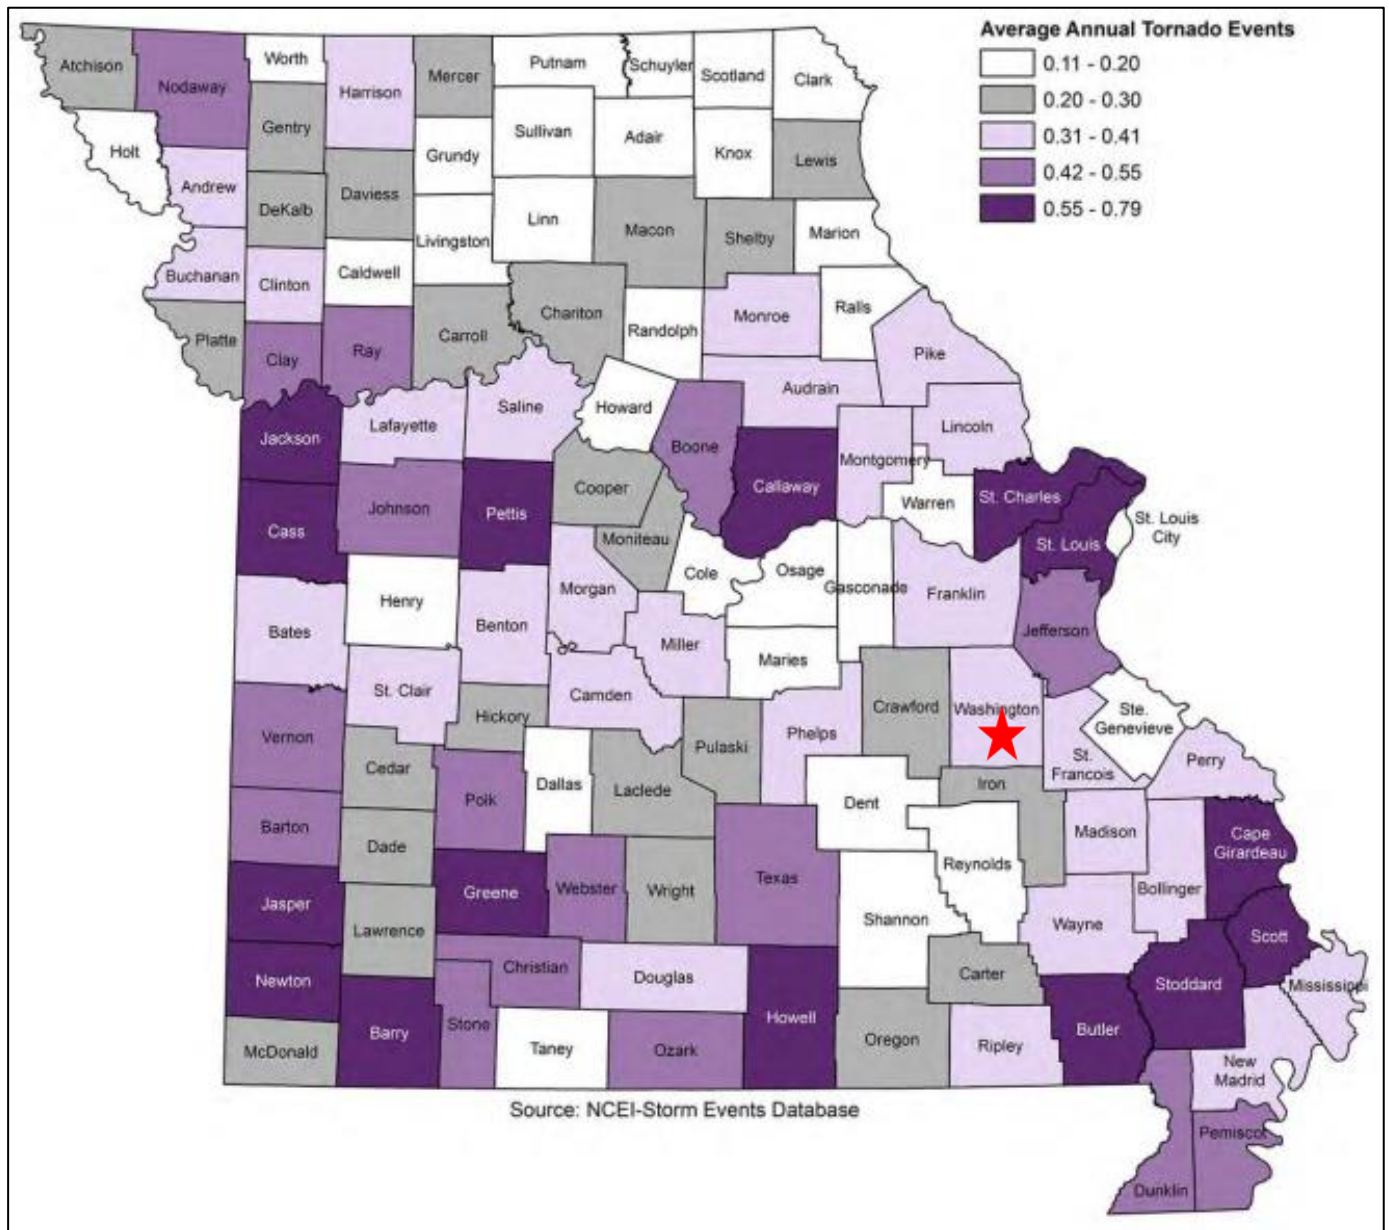 Average Annual Tornado Events
0.11 - 0.20
0.20 - 0.30
0.31 - 0.41
0.42 - 0.55
0.55 - 0.79
Atchison
Nodaway
Worth
Harrison
Mercer
Putnam
Schuyler
Scotland
Clark
Holt
Gentry
Sullivan
Adair
Knox
Lewis
Andrew
DeKalb
Daviess
Grundy
Linn
Macon
Shelby
Marion
Buchanan
Clinton
Caldwell
Livingston
Chariton
Randolph
Monroe
Ralls
Pike
Platte
Clay
Ray
Carroll
Audrain
Jackson
Lafayette
Saline
Howard
Boone
Callaway
Montgomery
Lincoln
Cass
Johnson
Pettis
Cooper
Moniteau
Warren
St. Charles
St. Louis
St. Louis
City
Bates
Henry
Benton
Morgan
Cole
Osage
Gasconade
Franklin
Jefferson
Miller
Maries
St. Clair
Camden
Vernon
Hickory
Pulaski
Phelps
Crawford
Washington
Ste.
Genevieve
St.
Francois
Perry
Cedar
Polk
Dallas
Laclede
Dent
Iron
Barton
Dade
Madison
Cape
Girardeau
Jasper
Greene
Webster
Wright
Texas
Reynolds
Bollinger
Lawrence
Shannon
Wayne
Scott
Newton
Christian
Douglas
Carter
Stoddard
Mississippi
McDonald
Barry
Stone
Taney
Ozark
Howell
Oregon
Ripley
Butler
New
Madrid
Pemiscot
Dunklin
Source: NCEI-Storm Events Database